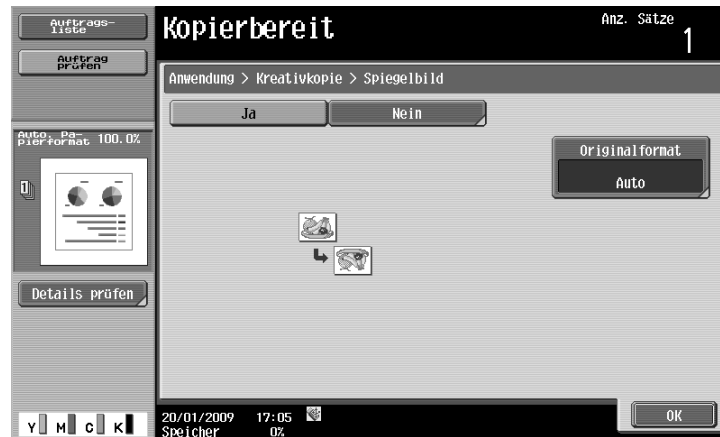 Auftrags-
liste
Auftrag
prüfen
Kopierbereit
Anz. Sätze
1
Anwendung > Kreativkopie > Spiegelbild
Ja
Nein
Auto. Pa-
pierformat 100.0%
1
Originalformat
Auto
Details prüfen
Y M C K
20/01/2009 17:05
Speicher 0%
OK